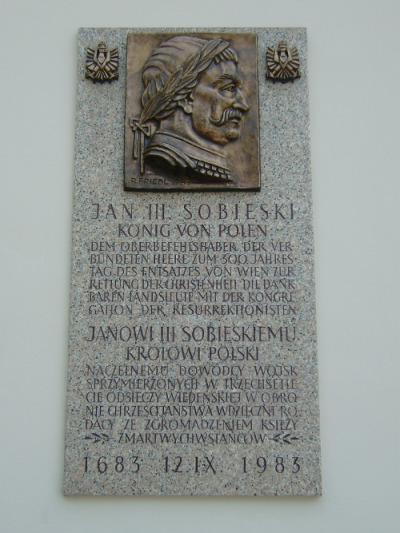 R. FRIEDL
JAN III. SOBIESKI
KÖNIG VON POLEN
DEM OBERBEFEHLSHABER DER VER-
BÜNDETEN HEERE ZUM 300 JAHRES
TAG DES ENTSATZES VON WIEN ZUR
RETTUNG DER CHRISTENHEIT DIE DANK
BAREN LANDSLEUTE MIT DER KONGRE
GATION DER RESURREKTIONISTEN
JANOWI III SOBIESKIEMU
KRÓLOWI POLSKI
NACZELNEMU DOWÓDCY WOJSK
SPRZYMIERZONYCH W TRZECHSETLE
CIE ODSIECZY WIEDEŃSKIEJ W OBRO
NIE CHRZEŚCIJAŃSTWA WDZIĘCZNI RO
DACY ZE ZGROMADZENIEM KSIĘŻY
ZMARTWYCHWSTAŃCÓW
1683 12.IX. 1983